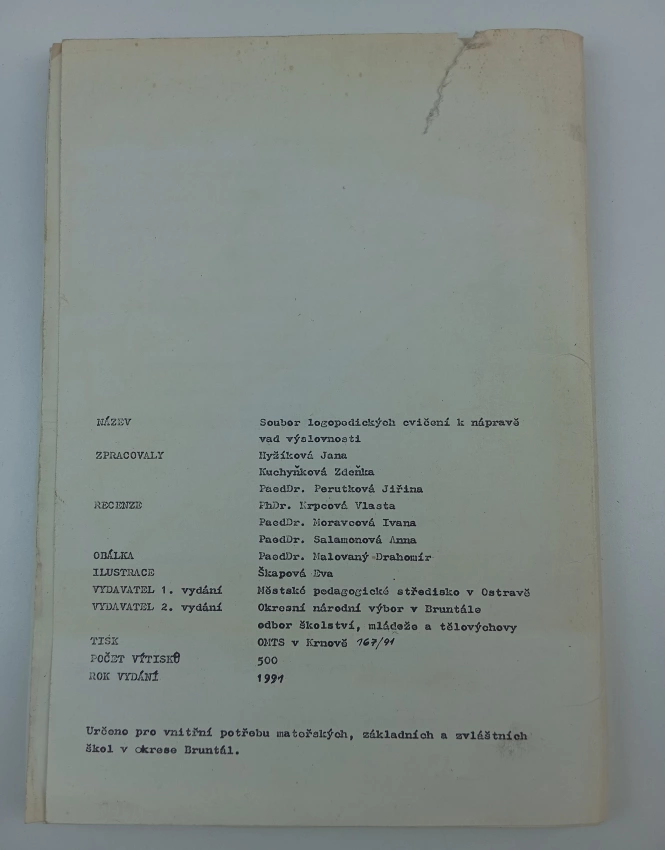 NÁZEV Soubor logopedických cvičení k nápravě
vad výslovnosti
ZPRACOVALY Hyžíková Jana
Kuchyňková Zdeňka
PaedDr. Perutková Jiřina
RECENZE PhDr. Krpcová Vlasta
PaedDr. Moravcová Ivana
PaedDr. Salamonová Anna
OBÁLKA PaedDr. Malovaný Drahomír
ILUSTRACE Škapová Eva
VYDAVATEL 1. vydání Městské pedagogické středisko v Ostravě
VYDAVATEL 2. vydání Okresní národní výbor v Bruntále
odbor školství, mládeže a tělovýchovy
TISK OMTS v Krnově 167/91
POČET VÍTISKŮ 500
ROK VYDÁNÍ 1991
Určeno pro vnitřní potřebu mateřských, základních a zvláštních
škol v okrese Bruntál.